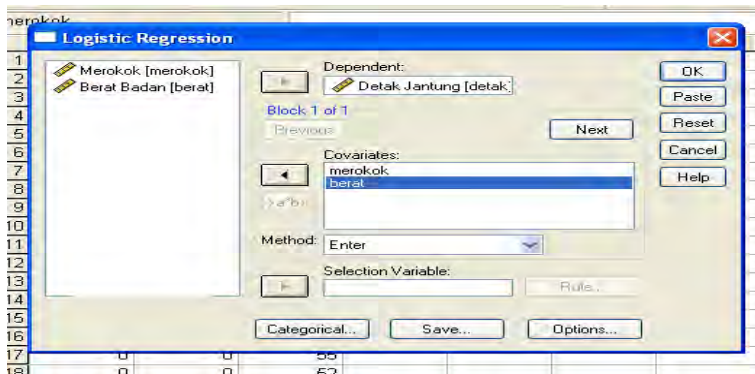 merokok
Logistic Regression
Merokok [merokok]
Berat Badan [berat]
Dependent:
Detak Jantung [detak]
Block 1 of 1
Previous
Next
Covariates:
merokok
berat
>a*b>
Method:
Enter
Selection Variable:
Rule...
Categorical...
Save...
Options...
OK
Paste
Reset
Cancel
Help
1
2
3
4
5
6
7
8
9
10
11
12
13
14
15
16
17 0 0 55
18 0 0 62